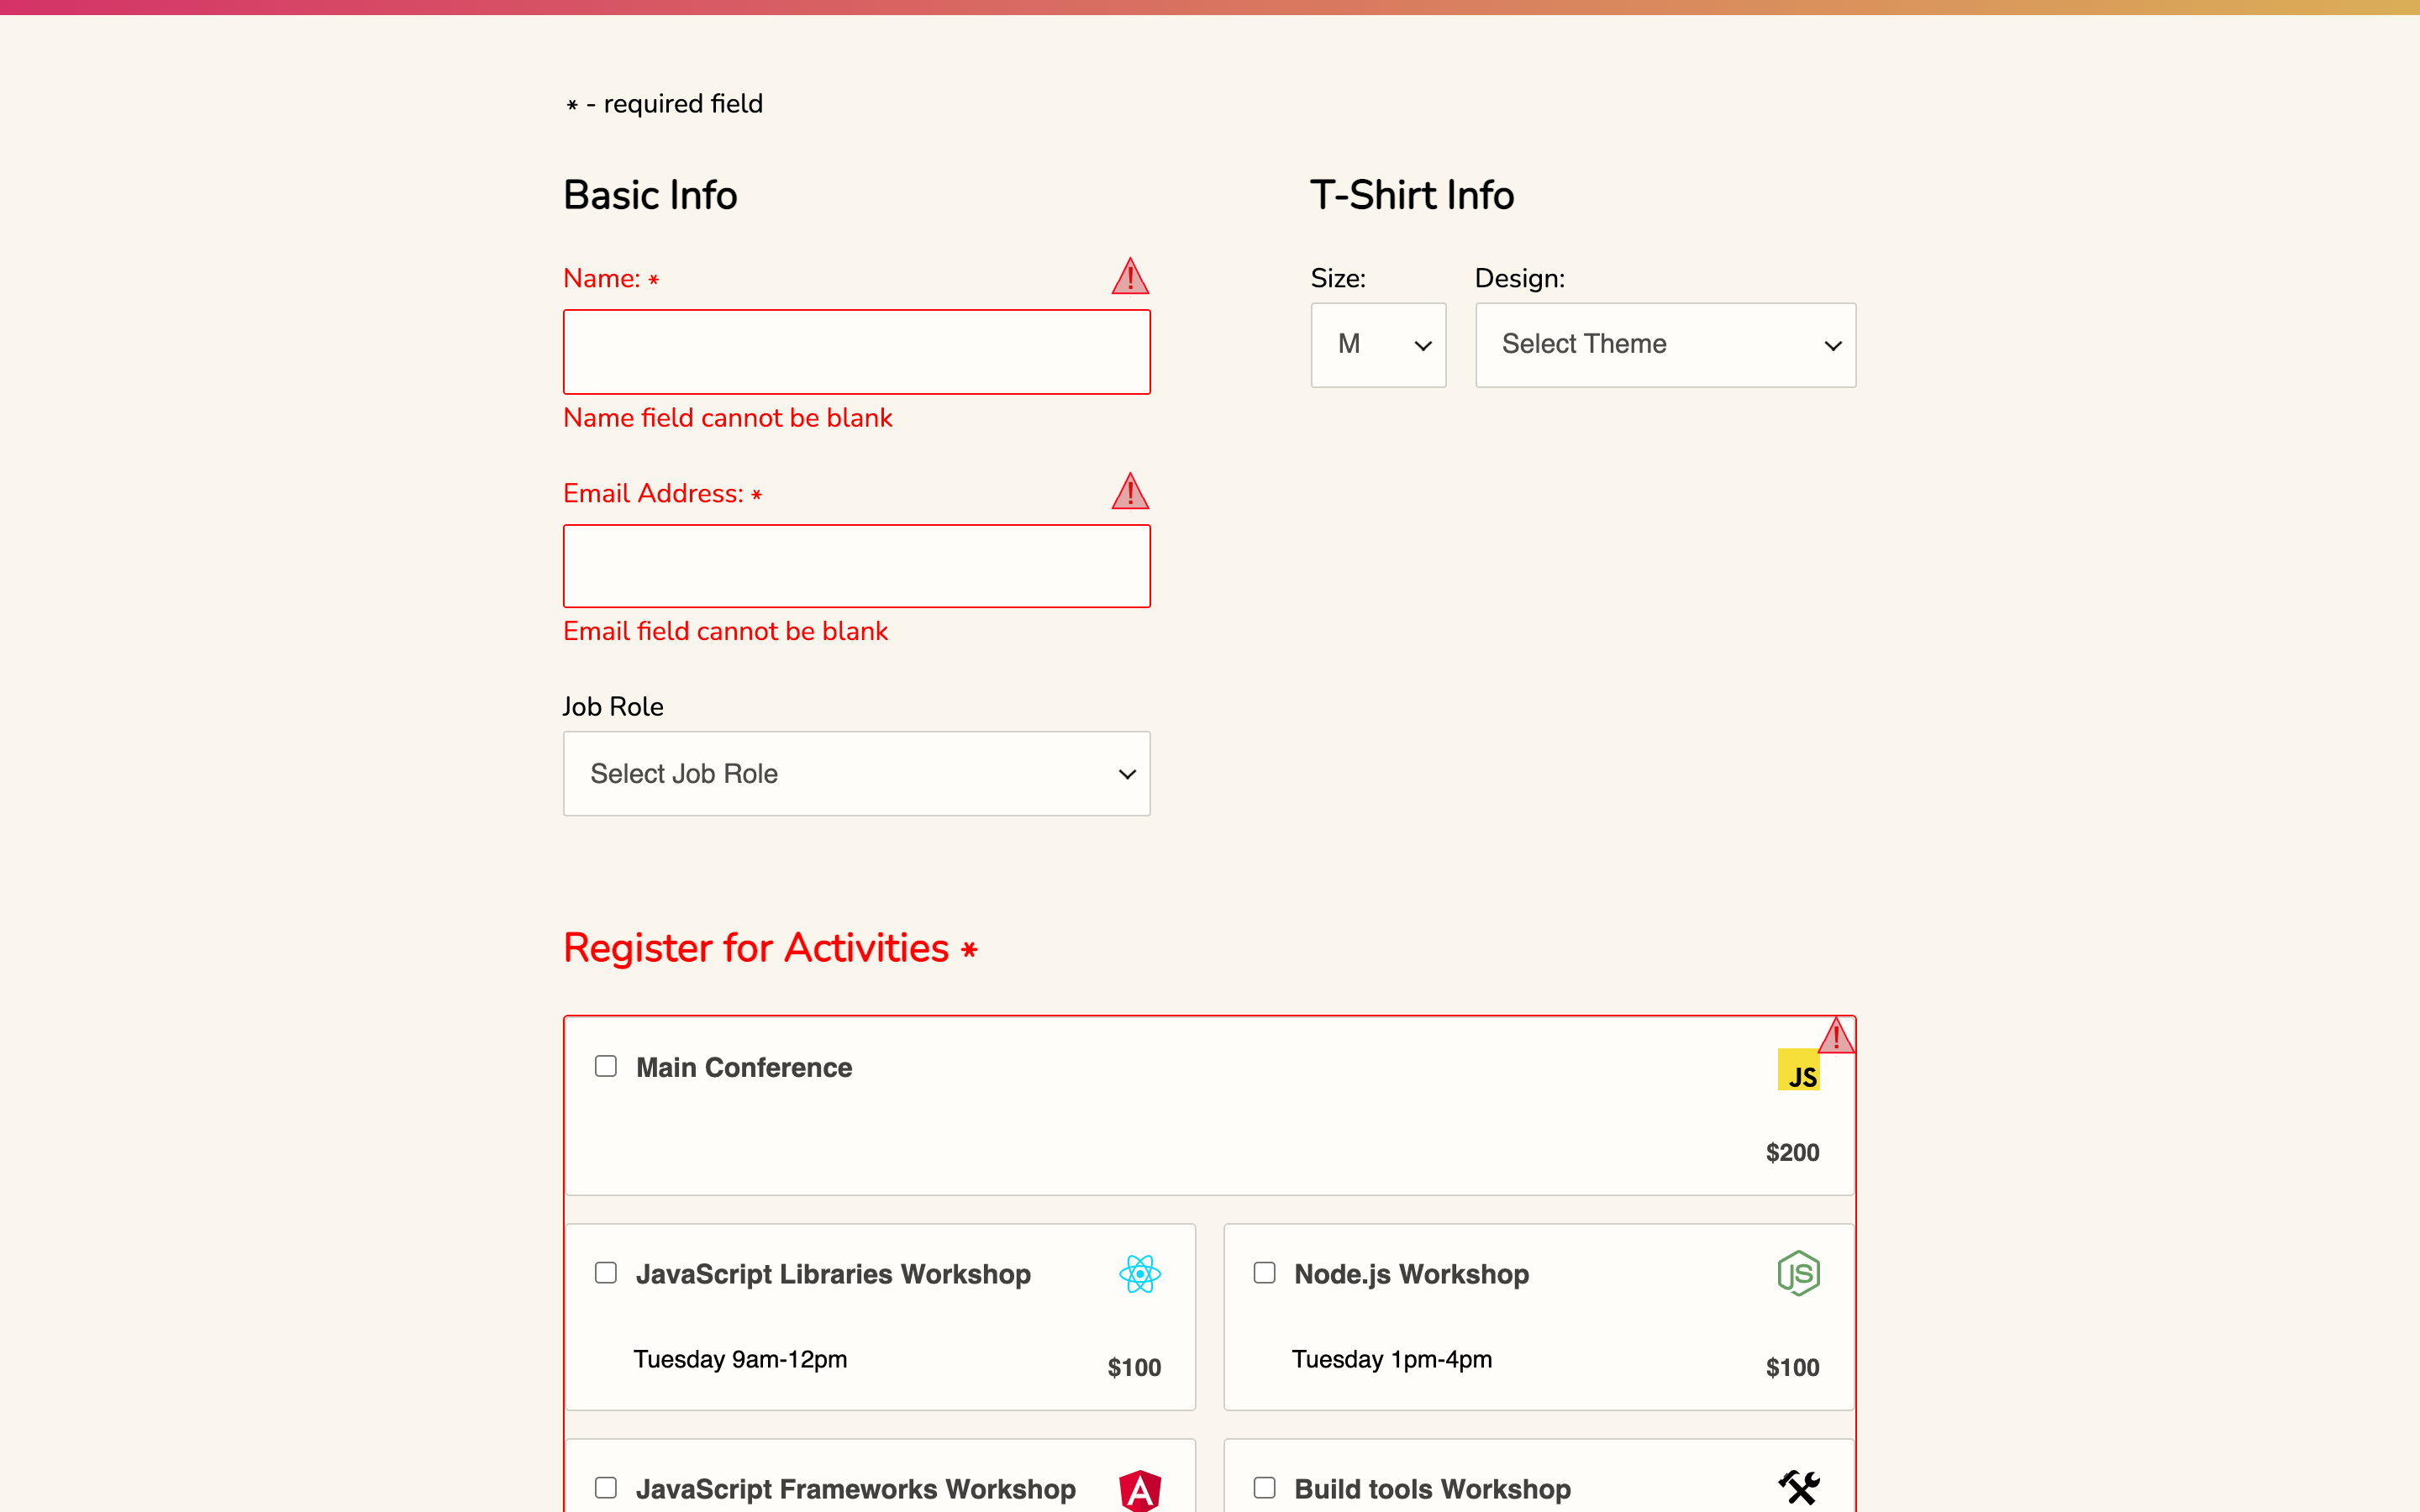 * - required field
Basic Info
Name: *
Name field cannot be blank
Email Address: *
Email field cannot be blank
Job Role
Select Job Role
T-Shirt Info
Size: Design:
M Select Theme
Register for Activities *
Main Conference
JS
$200
JavaScript Libraries Workshop
Tuesday 9am-12pm
$100
Node.js Workshop
JS
Tuesday 1pm-4pm
$100
JavaScript Frameworks Workshop
A
Build tools Workshop